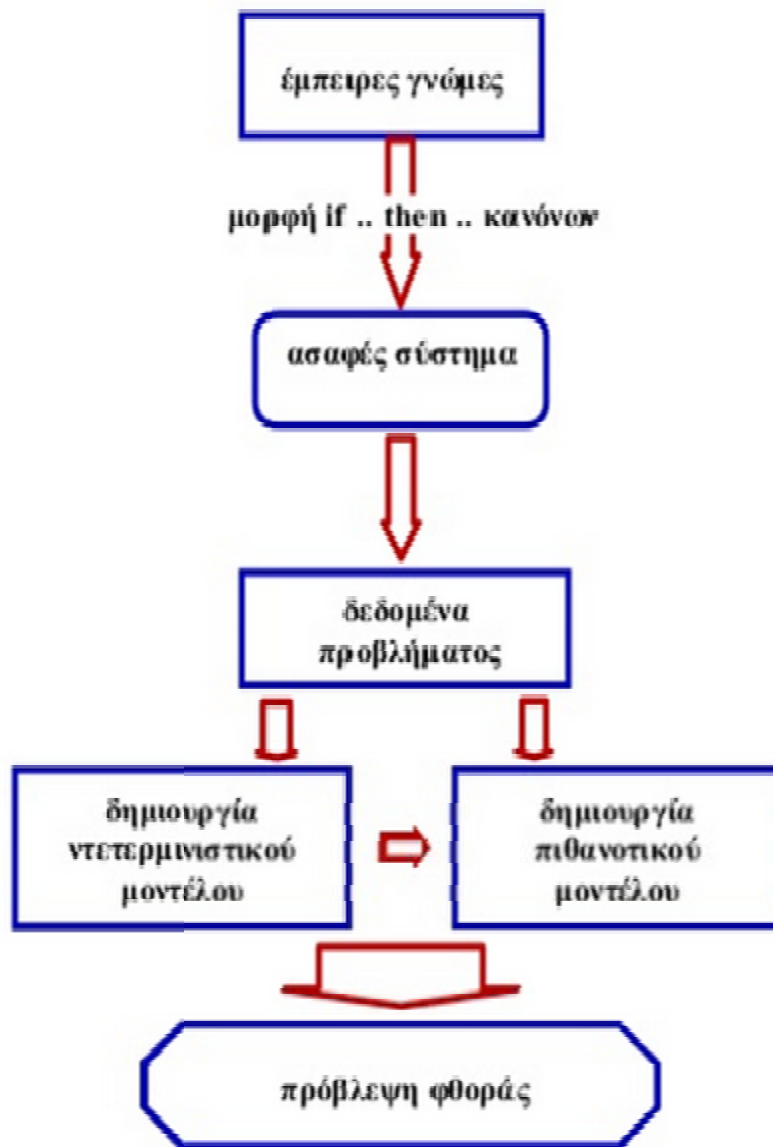 έμπειρες γνώμες
μορφή if .. then .. κανόνων
ασαφές σύστημα
δεδομένα
προβλήματος
δημιουργία
ντετερμινιστικού
μοντέλου
δημιουργία
πιθανοτικού
μοντέλου
πρόβλεψη φθοράς